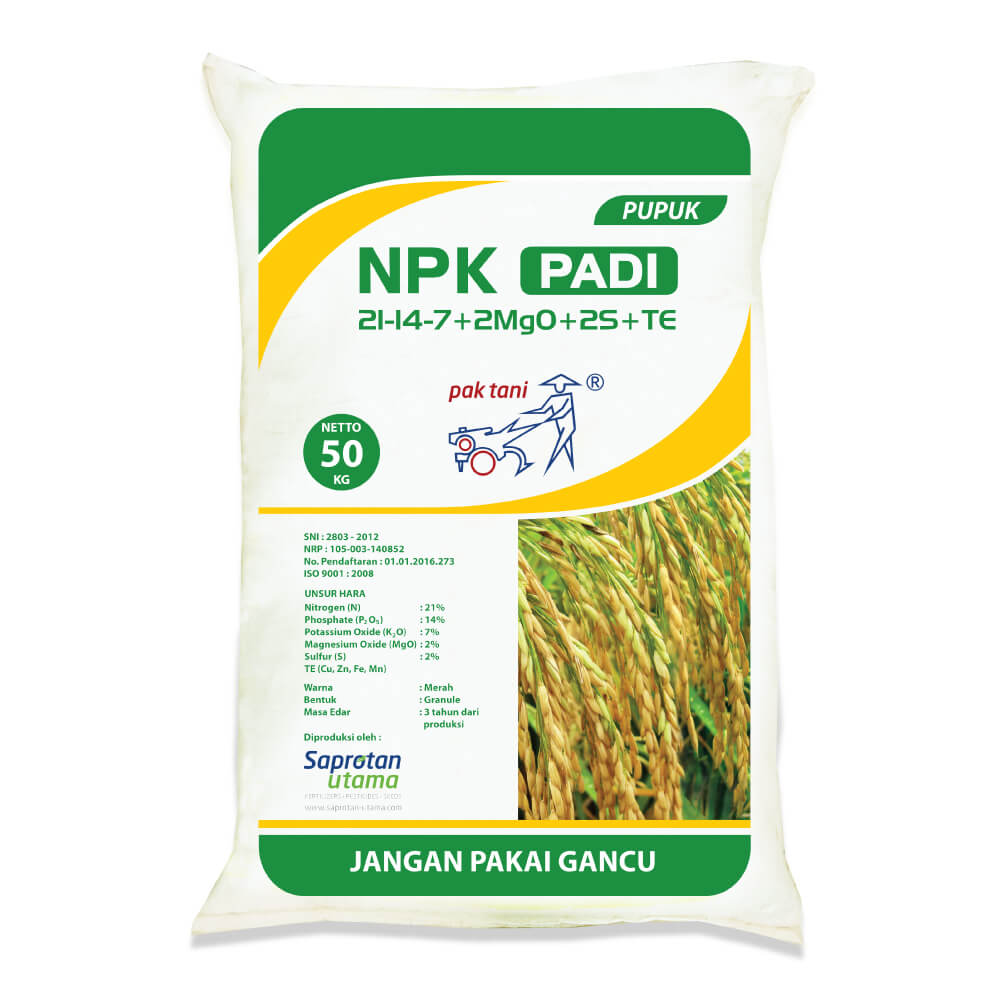 PUPUK
NPK PADI
21-14-7+2MgO+2S+TE
pak tani ®
NETTO
50
KG
SNI : 2803 - 2012
NRP : 105-003-140852
No. Pendaftaran : 01.01.2016.273
ISO 9001 : 2008
UNSUR HARA
Nitrogen (N) : 21%
Phosphate (P₂O₅) : 14%
Potassium Oxide (K₂O) : 7%
Magnesium Oxide (MgO) : 2%
Sulfur (S) : 2%
TE (Cu, Zn, Fe, Mn)
Warna : Merah
Bentuk : Granule
Masa Edar : 3 tahun dari
produksi
Diproduksi oleh :
Saprotan
utama
FERTILIZERS • PESTICIDES • SEEDS
www.saprotan-utama.com
JANGAN PAKAI GANCU